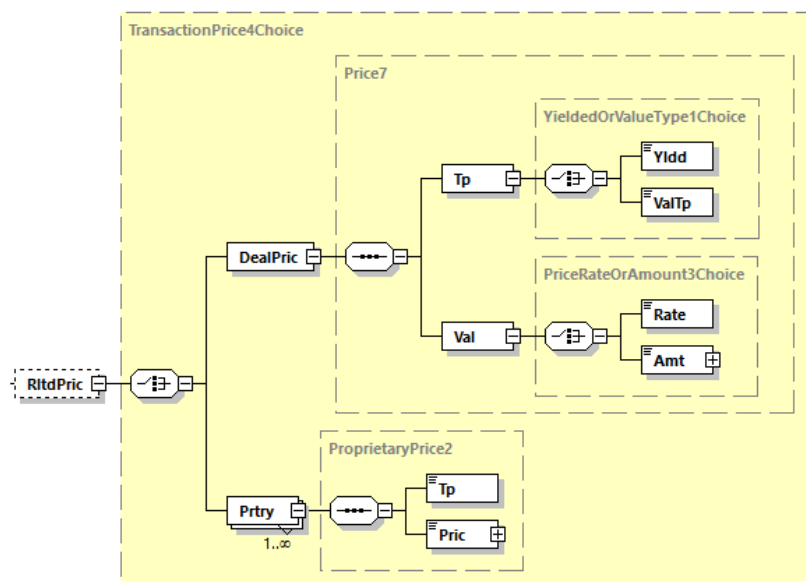 TransactionPrice4Choice
Price7
YieldedOrValueType1Choice
Yldd
Tp
ValTp
DealPric
PriceRateOrAmount3Choice
Rate
Val
Amt
RltdPric
ProprietaryPrice2
Tp
Prtry
Pric
1..∞